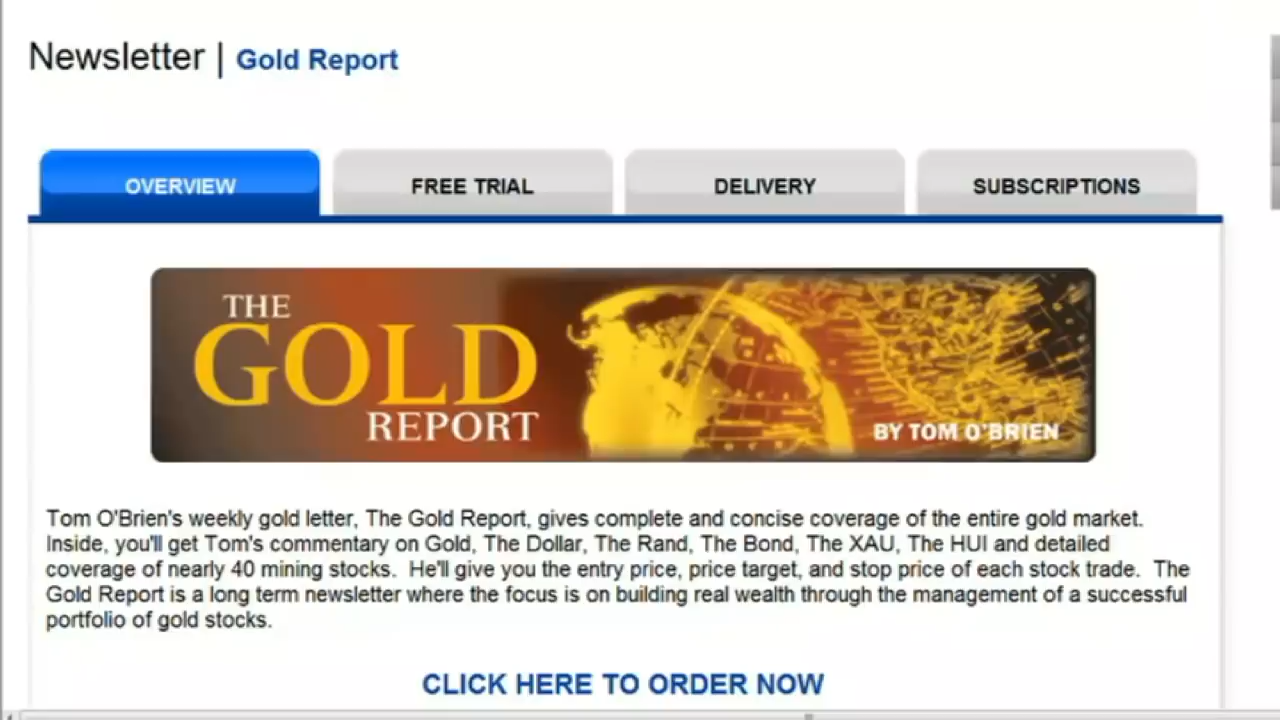 Newsletter | Gold Report
OVERVIEW
FREE TRIAL
DELIVERY
SUBSCRIPTIONS
THE
GOLD
REPORT
BY TOM O'BRIEN
Tom O'Brien's weekly gold letter, The Gold Report, gives complete and concise coverage of the entire gold market.
Inside, you'll get Tom's commentary on Gold, The Dollar, The Rand, The Bond, The XAU, The HUI and detailed
coverage of nearly 40 mining stocks.  He'll give you the entry price, price target, and stop price of each stock trade.  The
Gold Report is a long term newsletter where the focus is on building real wealth through the management of a successful
portfolio of gold stocks.
CLICK HERE TO ORDER NOW